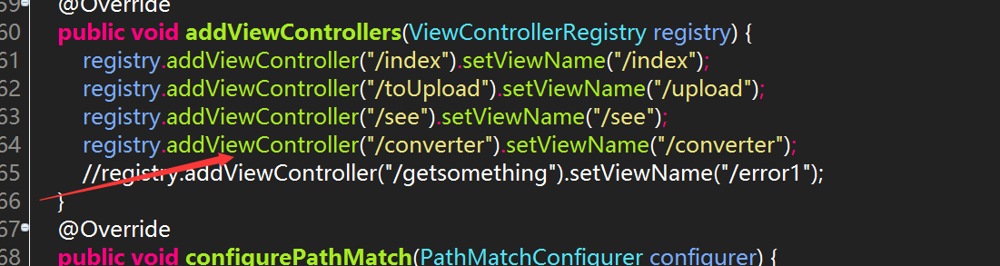 59 @Override
60 public void addViewControllers(ViewControllerRegistry registry) {
61 registry.addViewController("/index").setViewName("/index");
62 registry.addViewController("/toUpload").setViewName("/upload");
63 registry.addViewController("/see").setViewName("/see");
64 registry.addViewController("/converter").setViewName("/converter");
65 //registry.addViewController("/getsomething").setViewName("/error1");
66 }
67 @Override
68 public void configurePathMatch(PathMatchConfigurer configurer) {